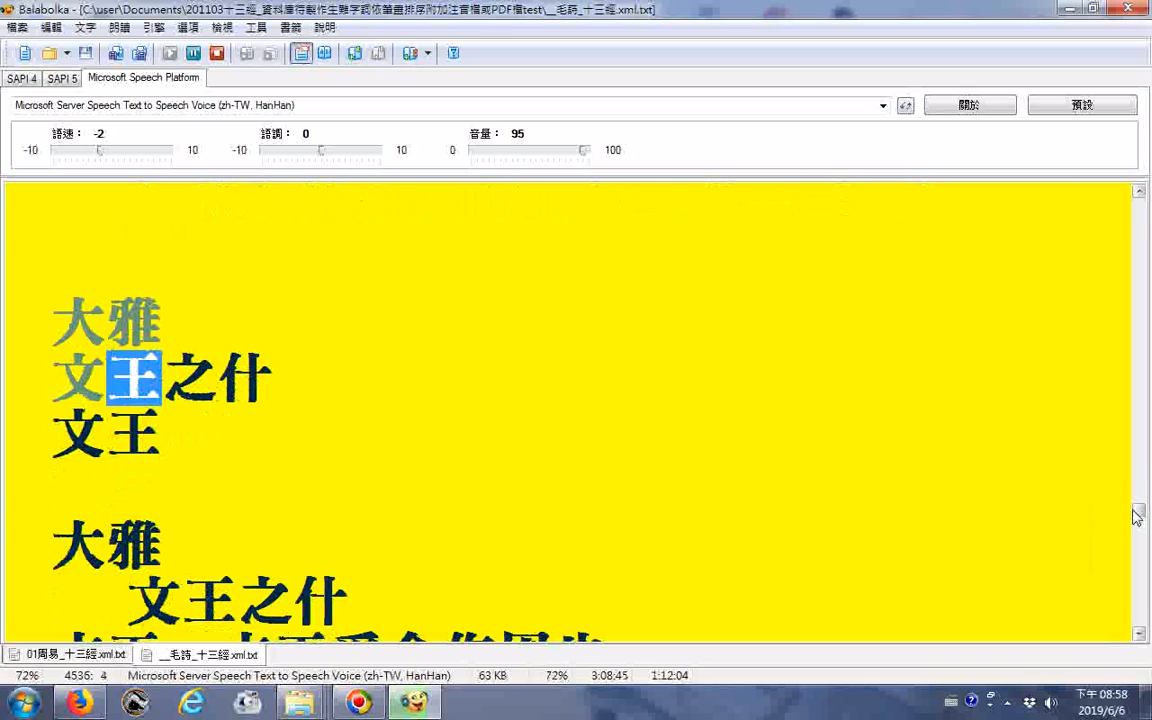 Balabolka - [C:\user\Documents\201103十三經_資料庫待製作生難字詞依筆畫排序附加注音檔或PDF檔test\__毛詩_十三經.xml.txt]
檔案 編輯 文字 朗讀 引擎 選項 檢視 工具 書籤 說明
SAPI 4 SAPI 5 Microsoft Speech Platform
Microsoft Server Speech Text to Speech Voice (zh-TW, HanHan) 關於 預設
語速： -2 語調： 0 音量： 95
-10 10 -10 10 0 100
大雅
文王之什
文王
大雅
文王之什
01周易_十三經.xml.txt __毛詩_十三經.xml.txt
72% 4535: 4 Microsoft Server Speech Text to Speech Voice (zh-TW, HanHan) 63 KB 72% 3:08:45 1:12:04
下午 08:58
2019/6/6